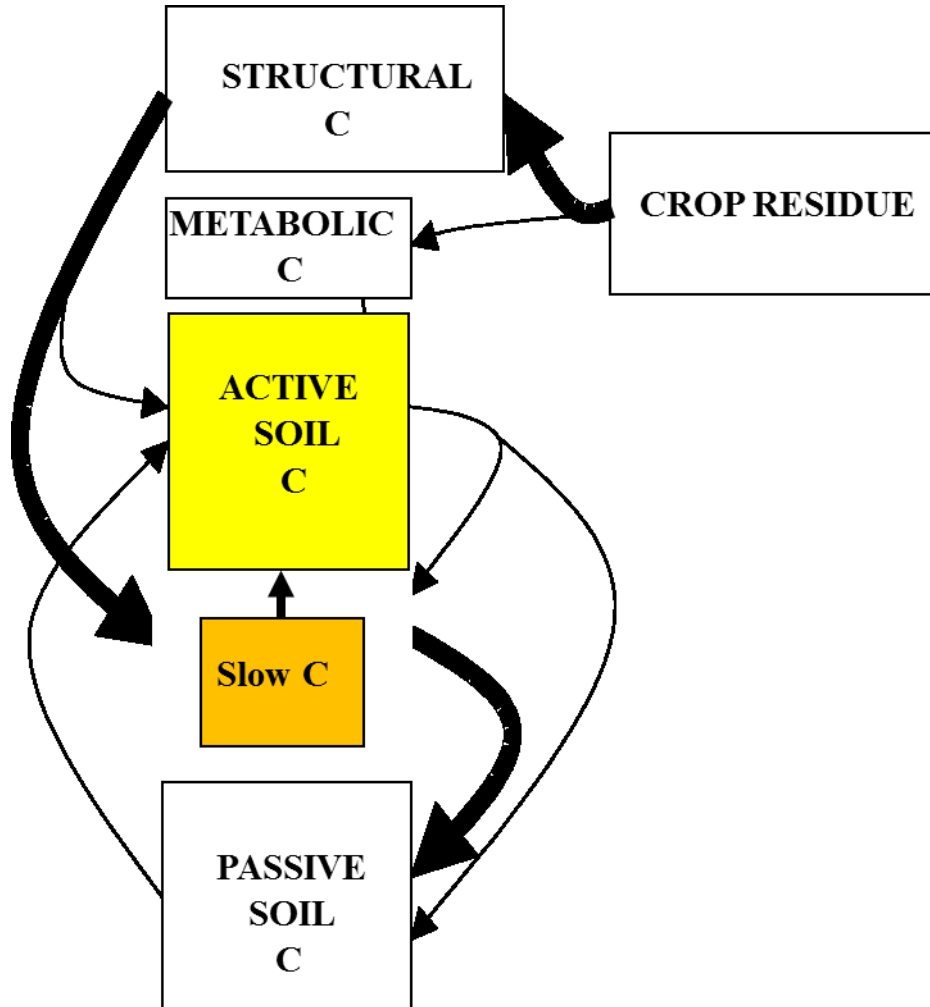 STRUCTURAL
C
CROP RESIDUE
METABOLIC
C
ACTIVE
SOIL
C
Slow C
PASSIVE
SOIL
C